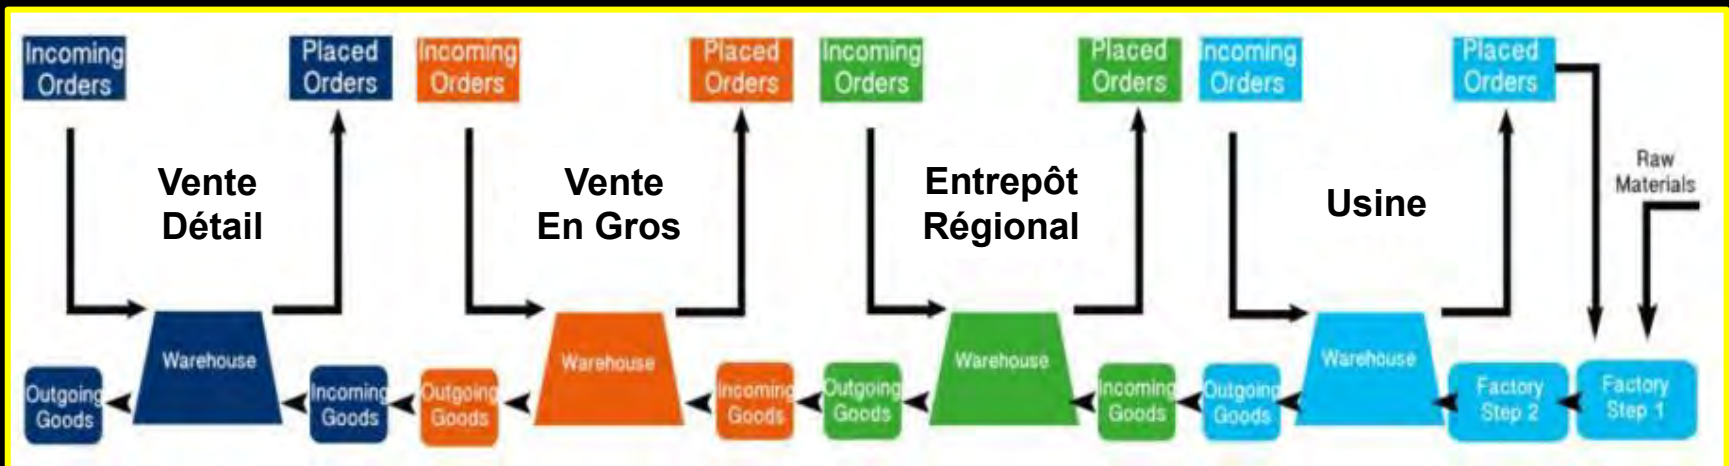 Incoming
Orders
Placed
Orders
Incoming
Orders
Placed
Orders
Incoming
Orders
Placed
Orders
Incoming
Orders
Placed
Orders
Vente
Détail
Vente
En Gros
Entrepôt
Régional
Usine
Raw
Materials
Warehouse
Warehouse
Warehouse
Warehouse
Outgoing
Goods
Incoming
Goods
Outgoing
Goods
Incoming
Goods
Outgoing
Goods
Incoming
Goods
Outgoing
Goods
Factory
Step 2
Factory
Step 1